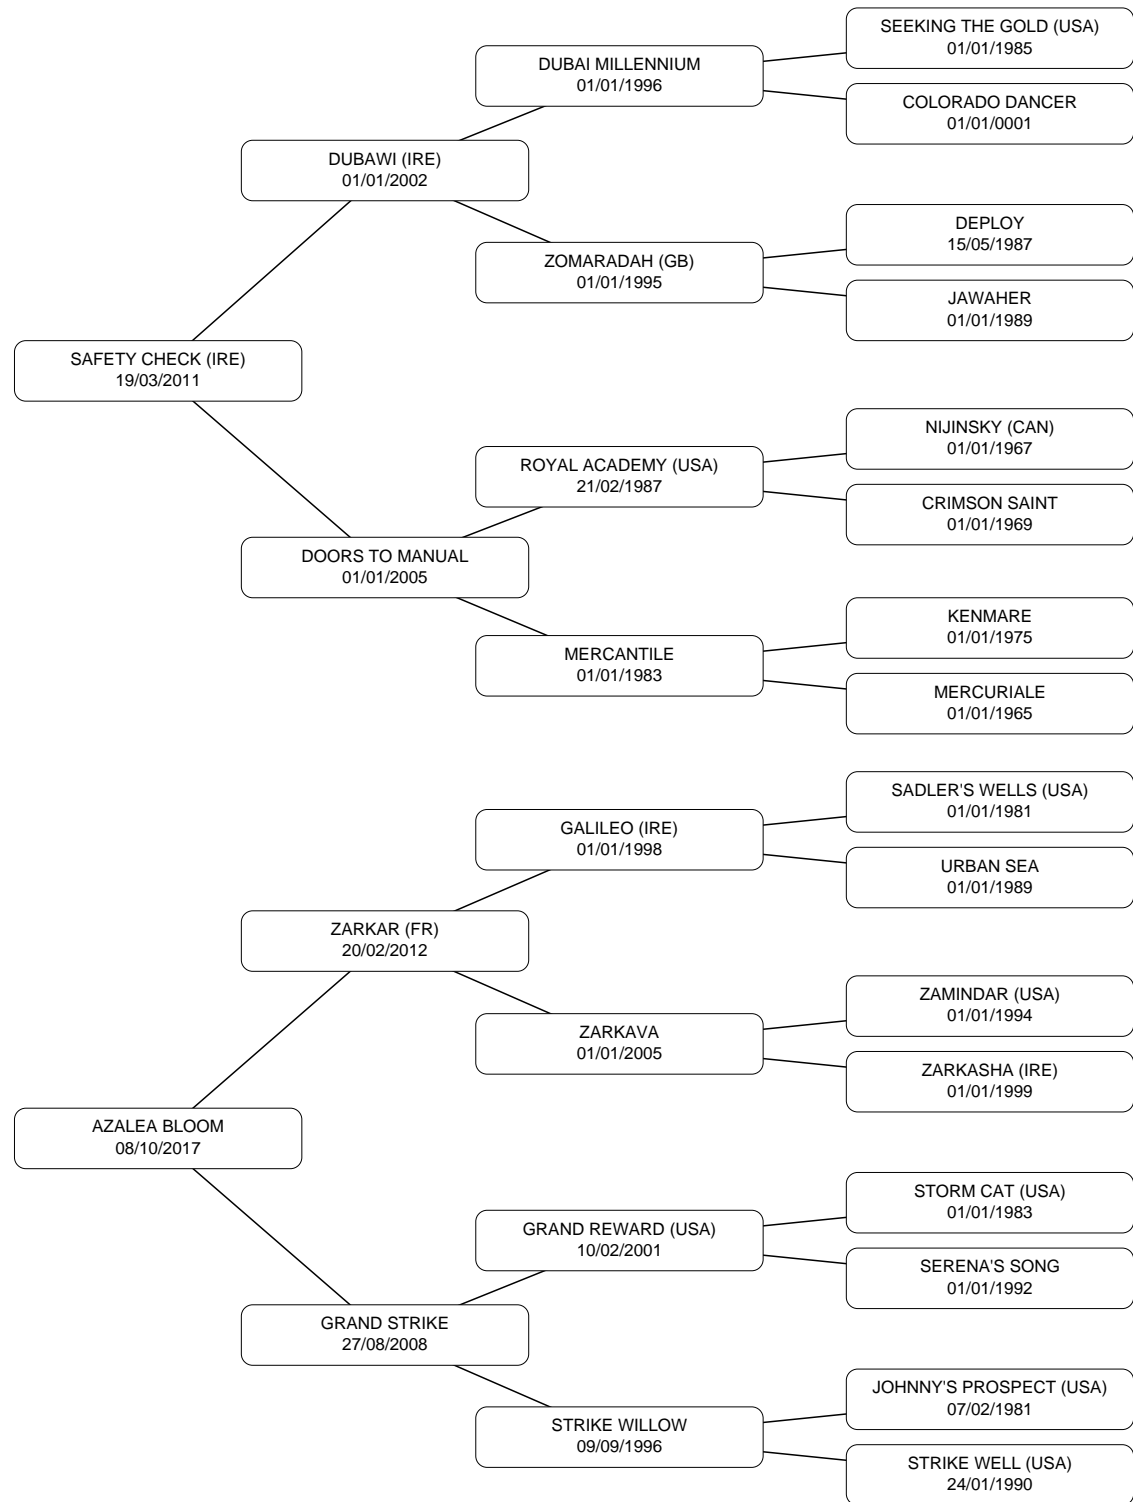 SEEKING THE GOLD (USA)
01/01/1985
DUBAI MILLENNIUM
01/01/1996
COLORADO DANCER
01/01/0001
DUBAWI (IRE)
01/01/2002
DEPLOY
15/05/1987
ZOMARADAH (GB)
01/01/1995
JAWAHER
01/01/1989
SAFETY CHECK (IRE)
19/03/2011
NIJINSKY (CAN)
01/01/1967
ROYAL ACADEMY (USA)
21/02/1987
CRIMSON SAINT
01/01/1969
DOORS TO MANUAL
01/01/2005
KENMARE
01/01/1975
MERCANTILE
01/01/1983
MERCURIALE
01/01/1965
SADLER'S WELLS (USA)
01/01/1981
GALILEO (IRE)
01/01/1998
URBAN SEA
01/01/1989
ZARKAR (FR)
20/02/2012
ZAMINDAR (USA)
01/01/1994
ZARKAVA
01/01/2005
ZARKASHA (IRE)
01/01/1999
AZALEA BLOOM
08/10/2017
STORM CAT (USA)
01/01/1983
GRAND REWARD (USA)
10/02/2001
SERENA'S SONG
01/01/1992
GRAND STRIKE
27/08/2008
JOHNNY'S PROSPECT (USA)
07/02/1981
STRIKE WILLOW
09/09/1996
STRIKE WELL (USA)
24/01/1990